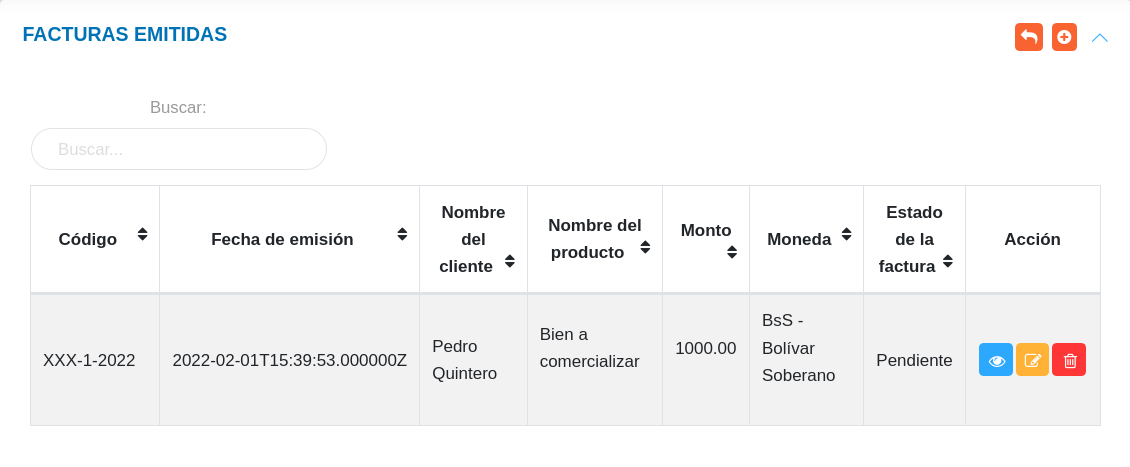 FACTURAS EMITIDAS
Buscar:
Buscar...
Código
Fecha de emisión
Nombre
del
cliente
Nombre del
producto
Monto
Moneda
Estado
de la
factura
Acción
XXX-1-2022
2022-02-01T15:39:53.000000Z
Pedro
Quintero
Bien a
comercializar
1000.00
BsS -
Bolívar
Soberano
Pendiente